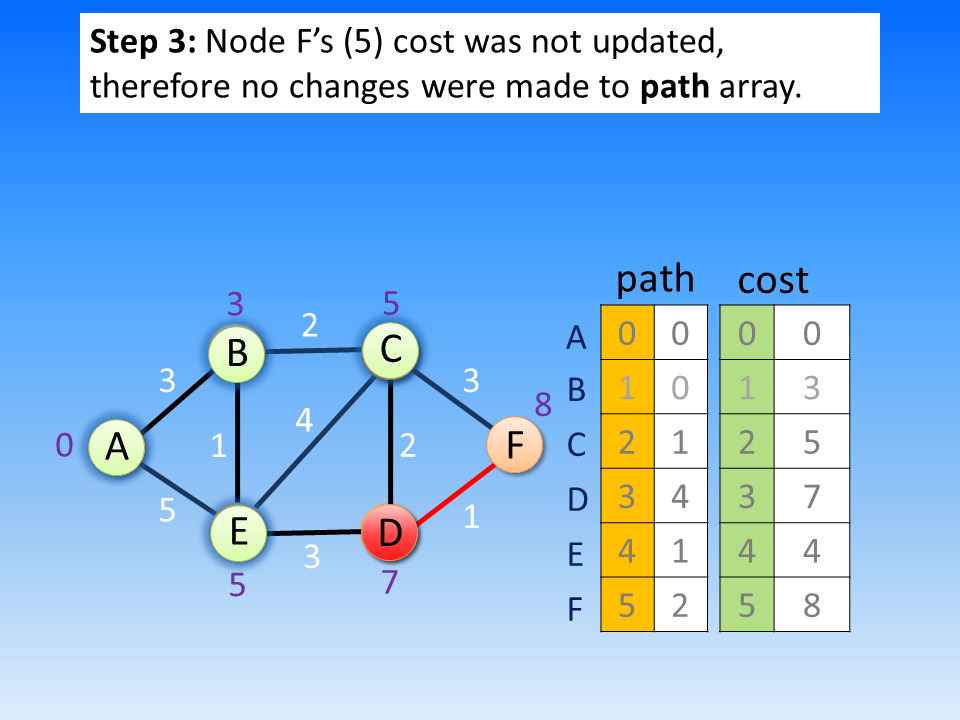 Step 3: Node F’s (5) cost was not updated,
therefore no changes were made to path array.
path cost
3 5
2
A 0 0 0 0
B C
3 3
B 1 0 1 3
8
4
0 A 1 2 F
C 2 1 2 5
5 1
D 3 4 3 7
E D
3
E 4 1 4 4
5 7
F 5 2 5 8